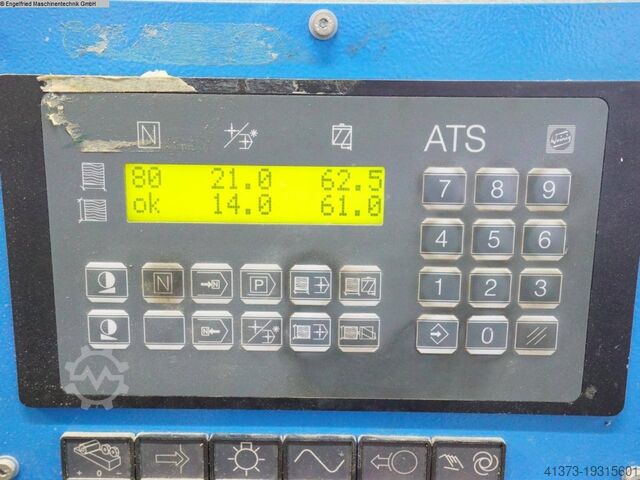 © Engelfried Maschinentechnik GmbH
N
ATS
80 21.0 62.5
ok 14.0 61.0
7 8 9
4 5 6
N N P
1 2 3
N
0
+ 0 -
41373-19315601